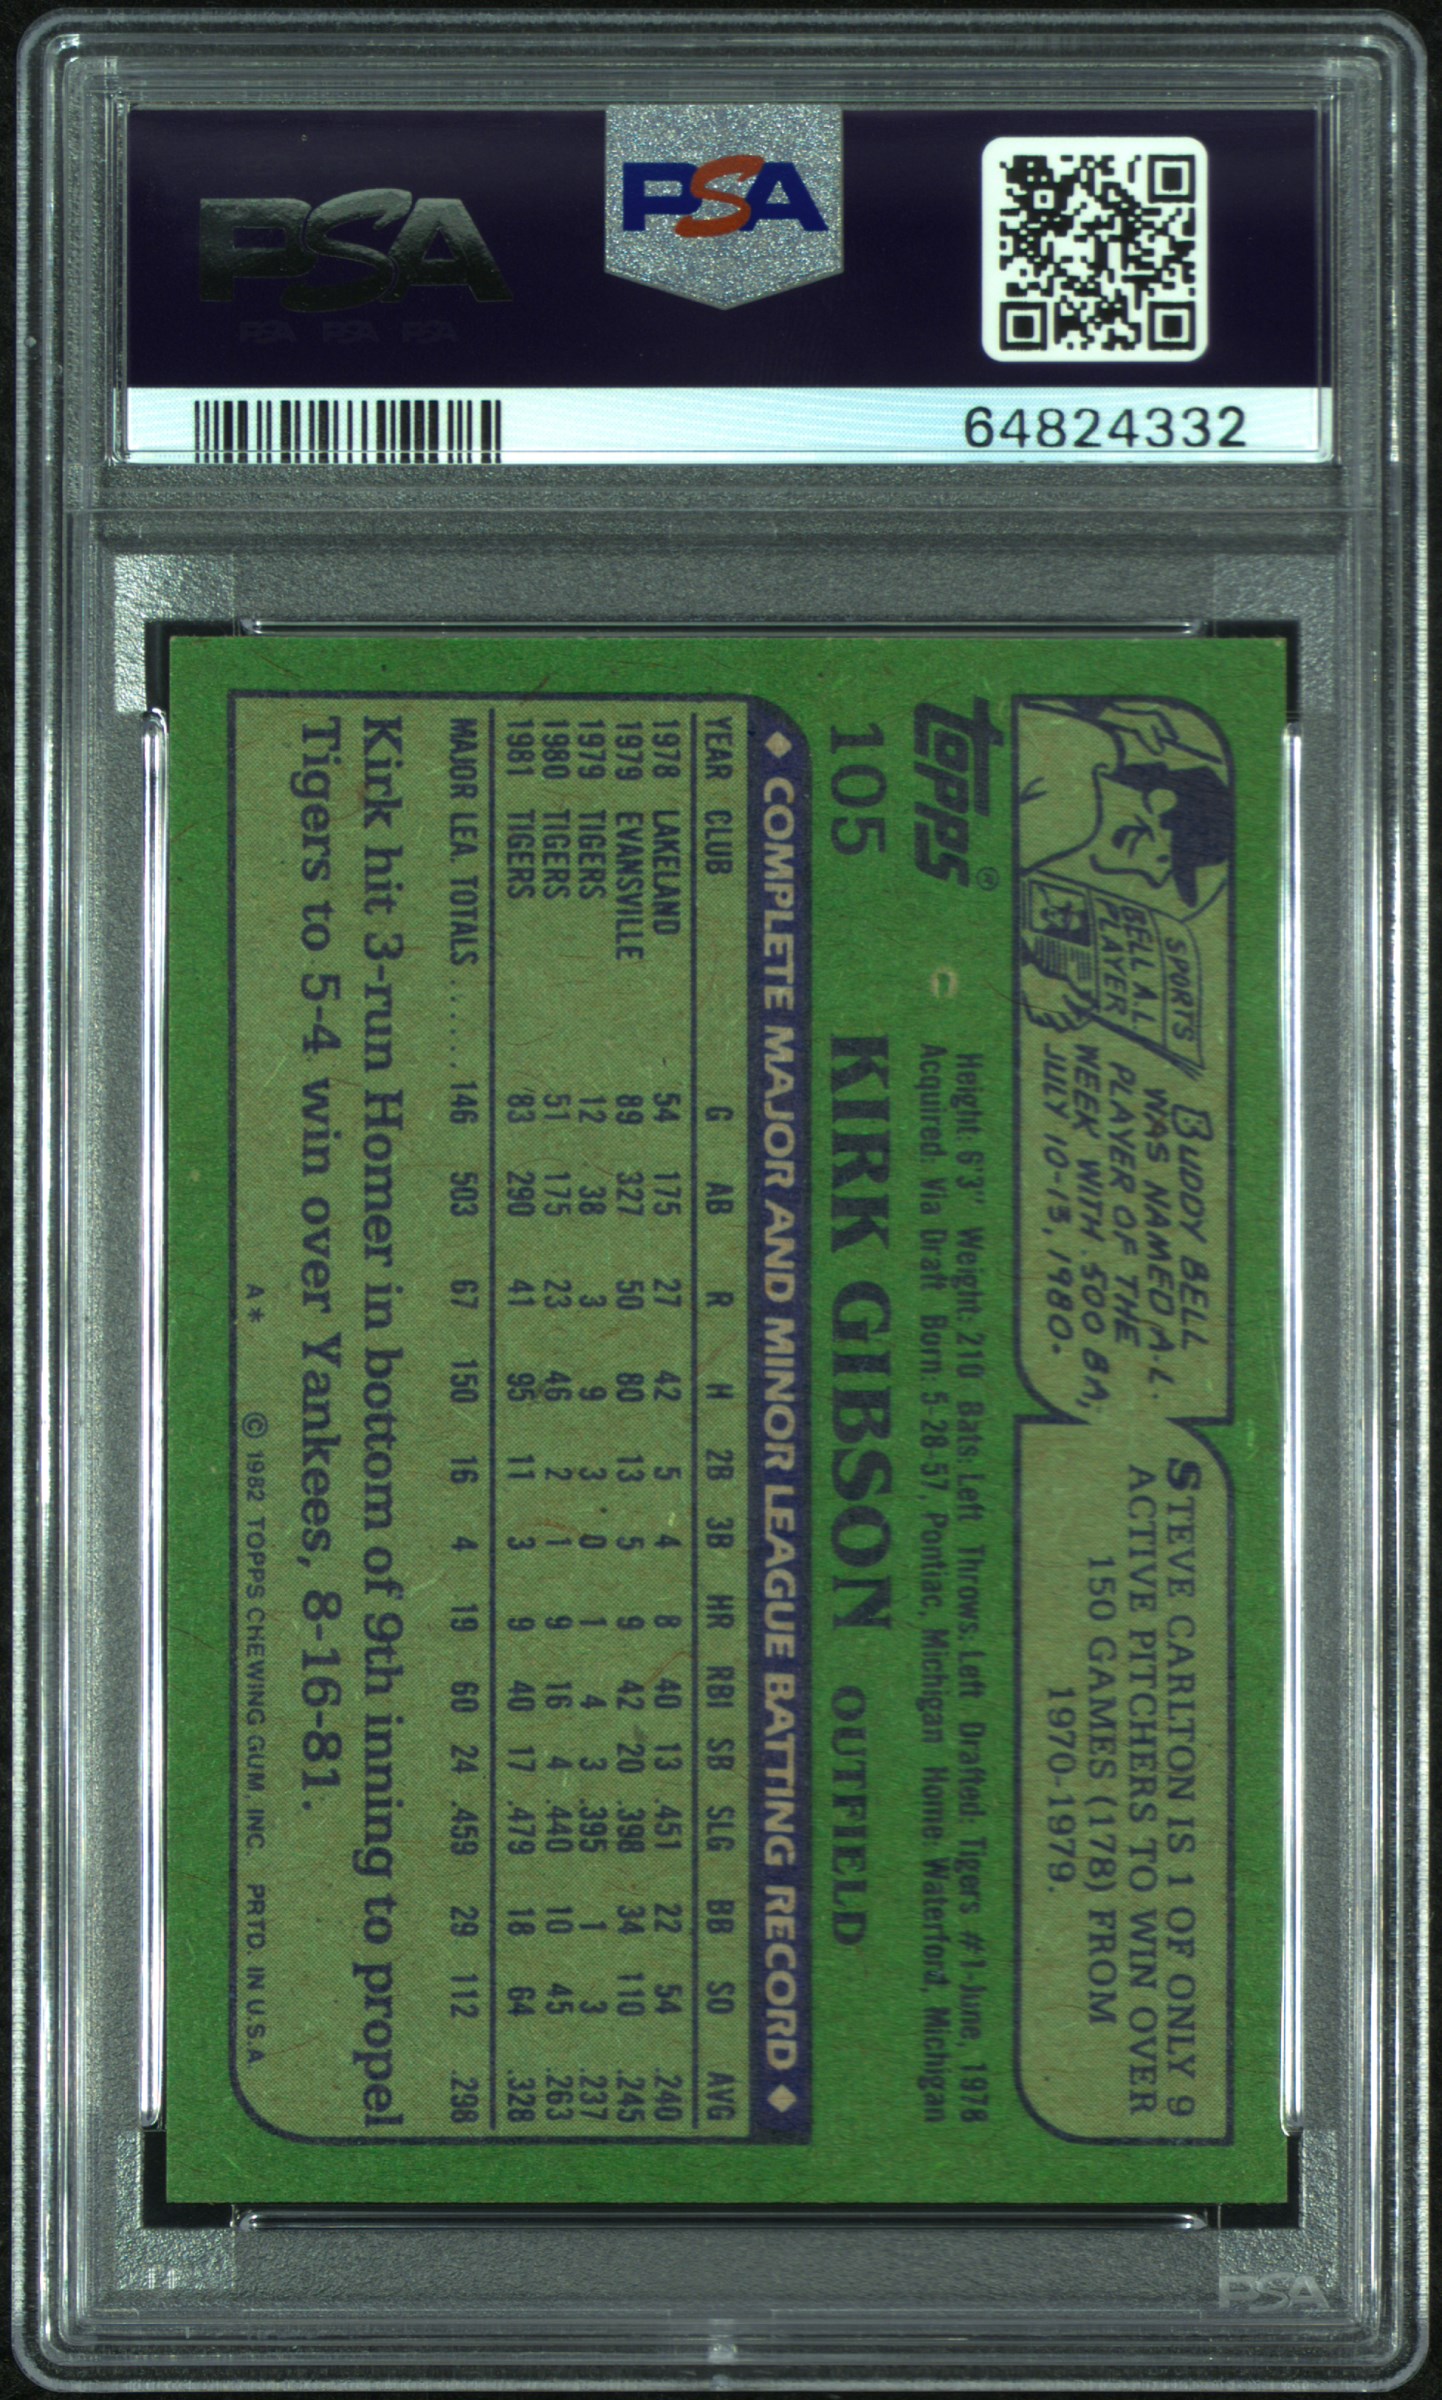 PSA
PSA
PSA PSA PSA
64824332
SPORTS
BELL A.L.
PLAYER
BUDDY BELL
WAS NAMED A.L.
PLAYER OF THE
WEEK WITH .500 BA,
JULY 10-13, 1980.
STEVE CARLTON IS 1 OF ONLY 9
ACTIVE PITCHERS TO WIN OVER
150 GAMES (178) FROM
1970-1979.
TOPPS®
C
Height: 6'3" Weight: 210 Bats: Left Throws: Left Drafted: Tigers #1-June, 1978
Acquired: Via Draft Born: 5-28-57, Pontiac, Michigan Home: Waterford, Michigan
105 KIRK GIBSON OUTFIELD
COMPLETE MAJOR AND MINOR LEAGUE BATTING RECORD
YEAR CLUB G AB R H 2B 3B HR RBI SB SLG BB SO AVG
1978 LAKELAND 54 175 27 42 5 4 8 40 13 .451 22 54 .240
1979 EVANSVILLE 89 327 50 80 13 5 9 42 20 .398 34 110 .245
1979 TIGERS 12 38 3 9 3 0 1 4 3 .395 1 3 .237
1980 TIGERS 51 175 23 46 2 1 9 16 4 .440 10 45 .263
1981 TIGERS 83 290 41 95 11 3 9 40 17 .479 18 64 .328
MAJOR LEA. TOTALS...... 146 503 67 150 16 4 19 60 24 .459 29 112 .298
Kirk hit 3-run Homer in bottom of 9th inning to propel
Tigers to 5-4 win over Yankees, 8-16-81.
A* © 1982 TOPPS CHEWING GUM, INC. PRTD. IN U.S.A.
PSA